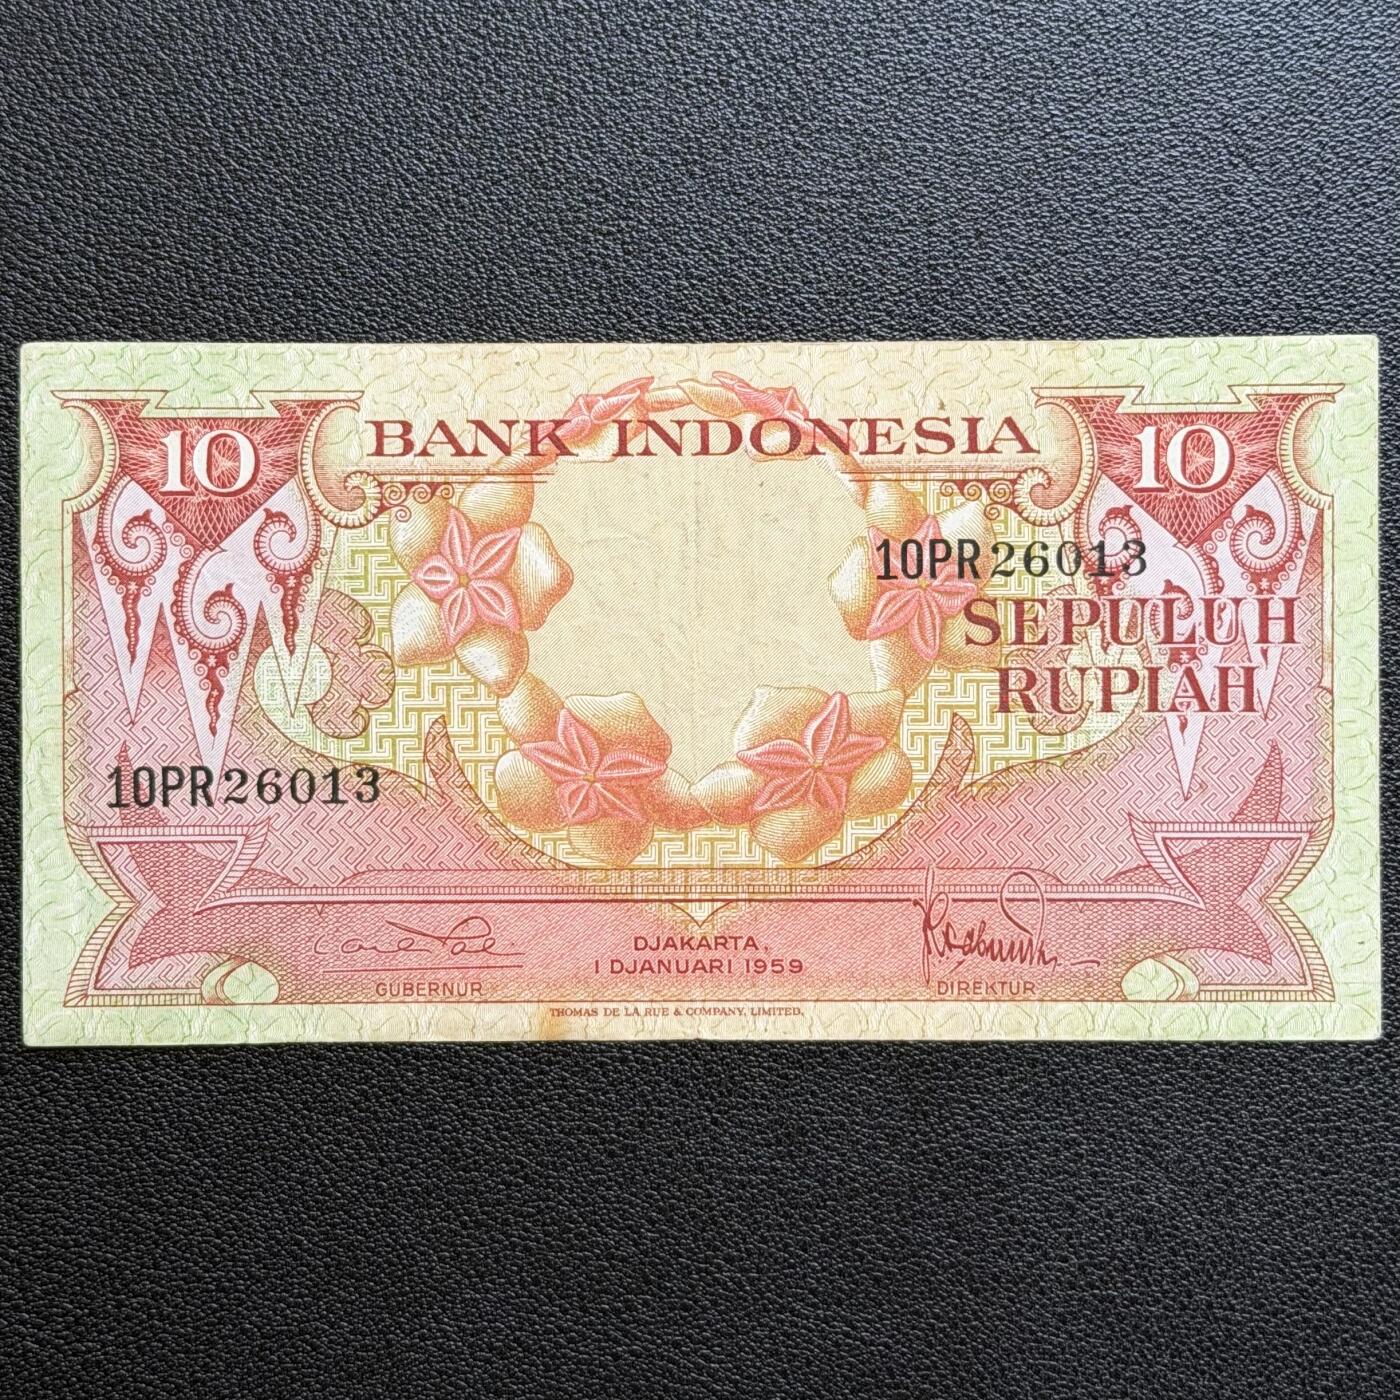 BANK INDONESIA
10
10
10PR26013
SEPULUH
RUPIAH
10PR26013
DJAKARTA,
1 DJANUARI 1959
GUBERNUR
DIREKTUR
THOMAS DE LA RUE & COMPANY, LIMITED.